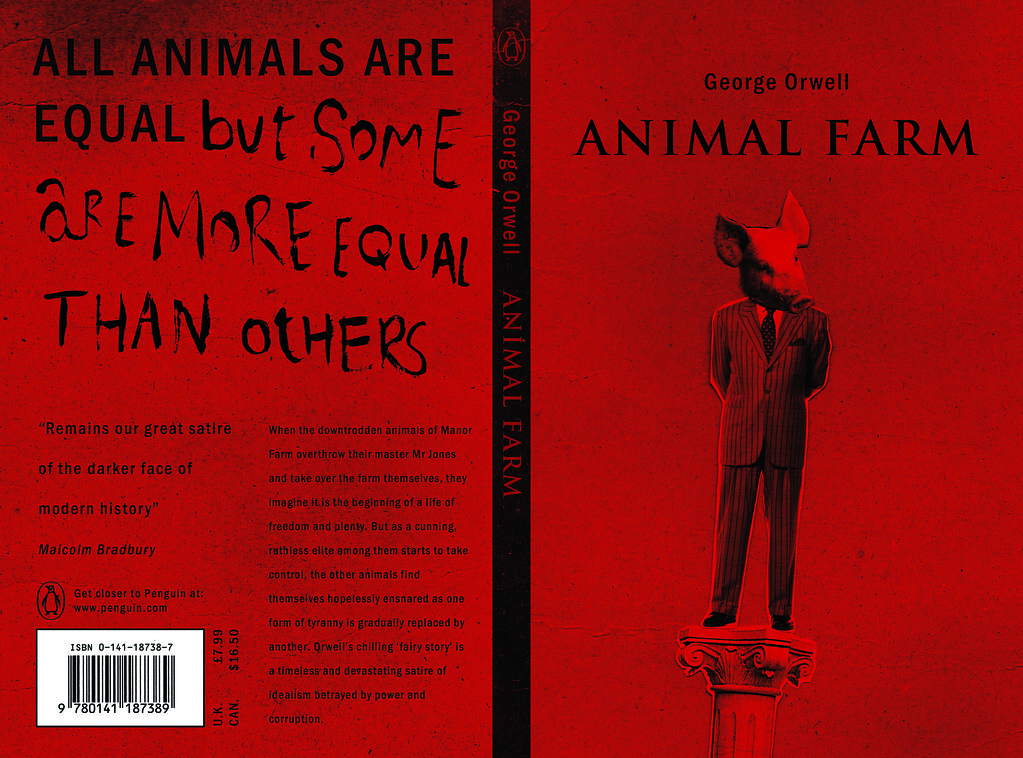 ALL ANIMALS ARE
EQUAL but SOME
aRE MORE EQUAL
THAN OtHERS
"Remains our great satire
of the darker face of
modern history"
Malcolm Bradbury
Get closer to Penguin at:
www.penguin.com
ISBN 0-141-18738-7
9 780141 187389
U.K. £7.99
CAN. $16.50
When the downtrodden animals of Manor
Farm overthrow their master Mr Jones
and take over the farm themselves, they
imagine it is the beginning of a life of
freedom and plenty. But as a cunning,
ruthless elite among them starts to take
control, the other animals find
themselves hopelessly ensnared as one
form of tyranny is gradually replaced by
another. Orwell's chilling 'fairy story' is
a timeless and devastating satire of
idealism betrayed by power and
corruption.
George Orwell ANIMAL FARM
George Orwell
ANIMAL FARM